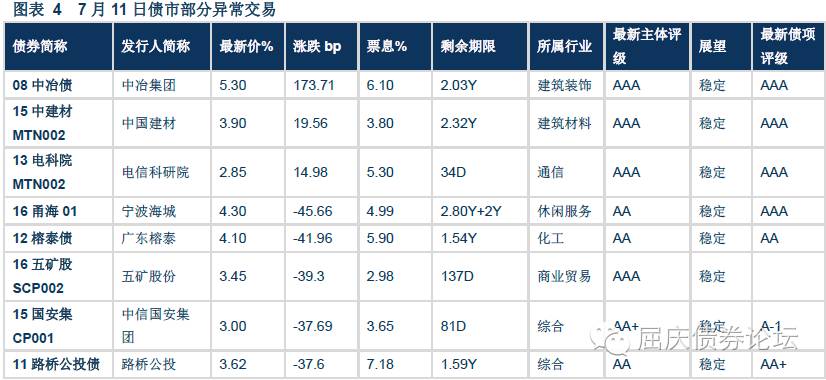 图表 4 7 月 11 日债市部分异常交易
债券简称 发行人简称 最新价% 涨跌 bp 票息% 剩余期限 所属行业 最新主体评级 展望 最新债项评级
08 中冶债 中冶集团 5.30 173.71 6.10 2.03Y 建筑装饰 AAA 稳定 AAA
15 中建材 MTN002 中国建材 3.90 19.56 3.80 2.32Y 建筑材料 AAA 稳定 AAA
13 电科院 MTN002 电信科研院 2.85 14.98 5.30 34D 通信 AAA 稳定 AAA
16 甬海 01 宁波海城 4.30 -45.66 4.99 2.80Y+2Y 休闲服务 AA 稳定 AAA
12 榕泰债 广东榕泰 4.10 -41.96 5.90 1.54Y 化工 AA 稳定 AA
16 五矿股 SCP002 五矿股份 3.45 -39.3 2.98 137D 商业贸易 AAA 稳定
15 国安集 CP001 中信国安集团 3.00 -37.69 3.65 81D 综合 AA+ 稳定 A-1
11 路桥公投债 路桥公投 3.62 -37.6 7.18 1.59Y 综合 AA 稳定 AA+
屈庆债券论坛